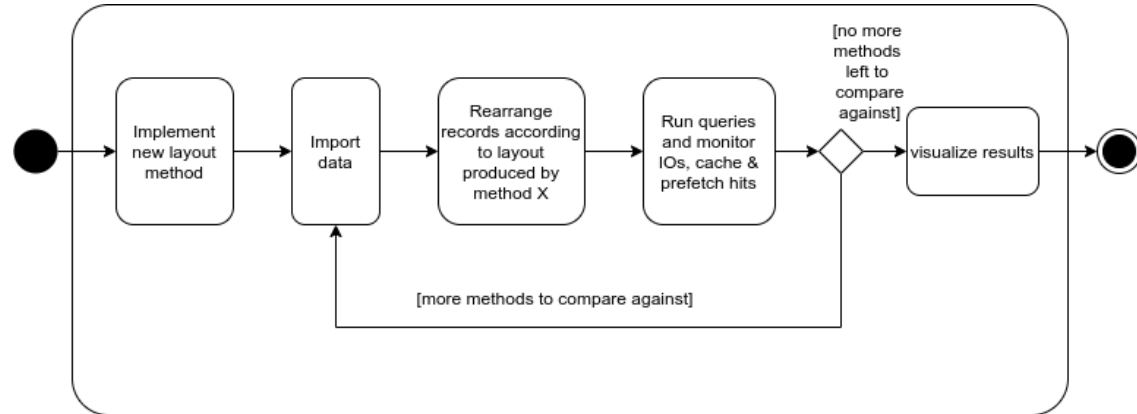 Implement
new layout
method
Import
data
Rearrange
records according
to layout
produced by
method X
Run queries
and monitor
IOs, cache &
prefetch hits
[no more
methods
left to
compare
against]
visualize results
[more methods to compare against]